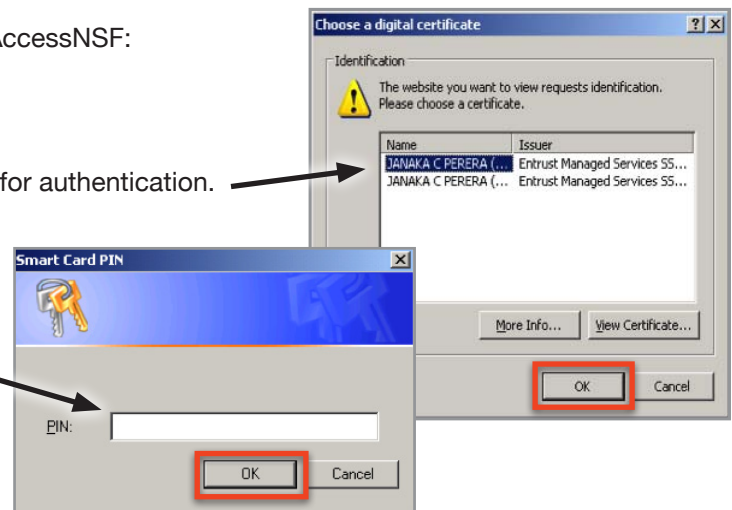 AccessNSF:
for authentication.
Choose a digital certificate
Identification
The website you want to view requests identification.
Please choose a certificate.
Name Issuer
JANAKA C PERERA (... Entrust Managed Services SS...
JANAKA C PERERA (... Entrust Managed Services SS...
More Info... View Certificate...
OK Cancel
Smart Card PIN
PIN:
OK Cancel